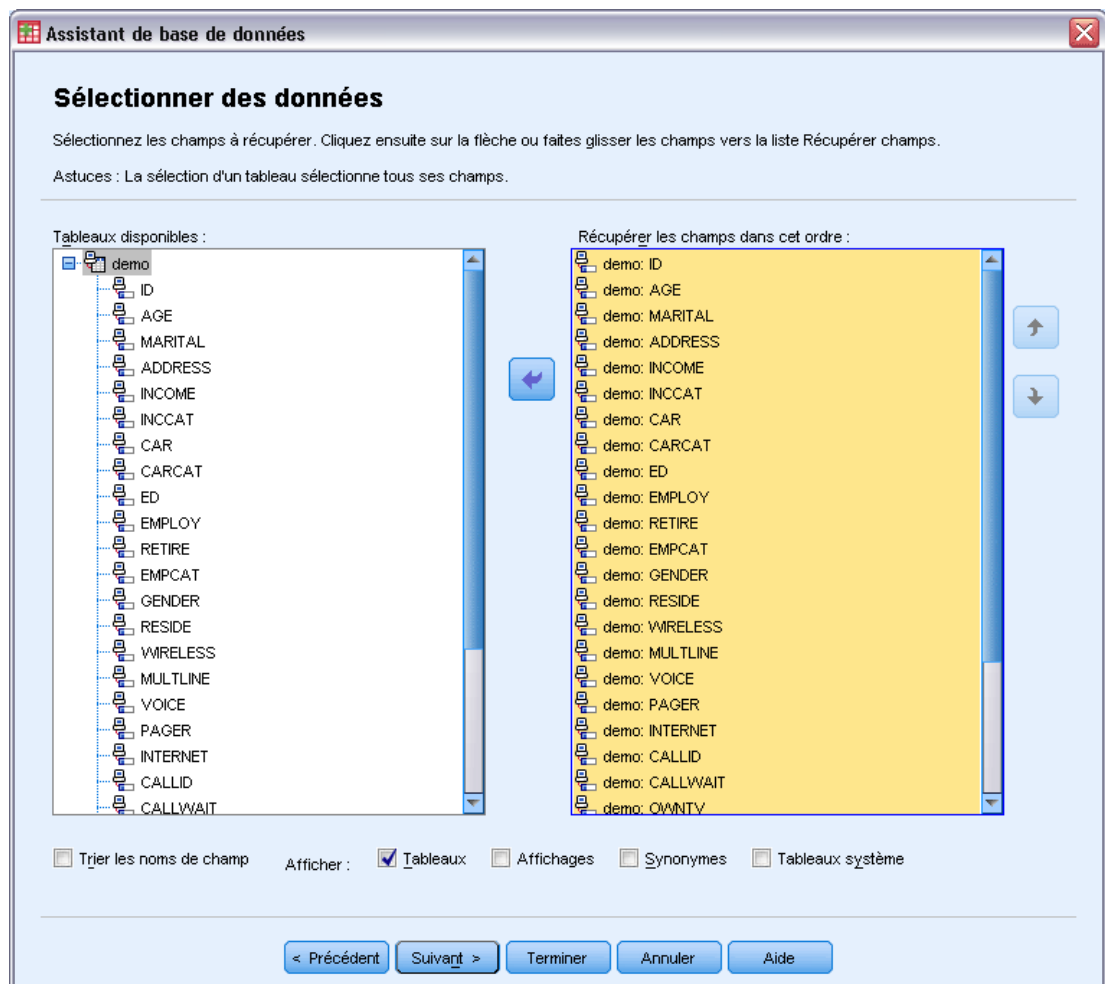 Assistant de base de données
Sélectionner des données
Sélectionnez les champs à récupérer. Cliquez ensuite sur la flèche ou faites glisser les champs vers la liste Récupérer champs.
Astuces : La sélection d'un tableau sélectionne tous ses champs.
Tableaux disponibles :
demo
ID
AGE
MARITAL
ADDRESS
INCOME
INCCAT
CAR
CARCAT
ED
EMPLOY
RETIRE
EMPCAT
GENDER
RESIDE
WIRELESS
MULTLINE
VOICE
PAGER
INTERNET
CALLID
CALLWAIT
Récupérer les champs dans cet ordre :
demo: ID
demo: AGE
demo: MARITAL
demo: ADDRESS
demo: INCOME
demo: INCCAT
demo: CAR
demo: CARCAT
demo: ED
demo: EMPLOY
demo: RETIRE
demo: EMPCAT
demo: GENDER
demo: RESIDE
demo: WIRELESS
demo: MULTLINE
demo: VOICE
demo: PAGER
demo: INTERNET
demo: CALLID
demo: CALLWAIT
demo: OWNTV
Trier les noms de champ Afficher : Tableaux Affichages Synonymes Tableaux système
< Précédent Suivant > Terminer Annuler Aide